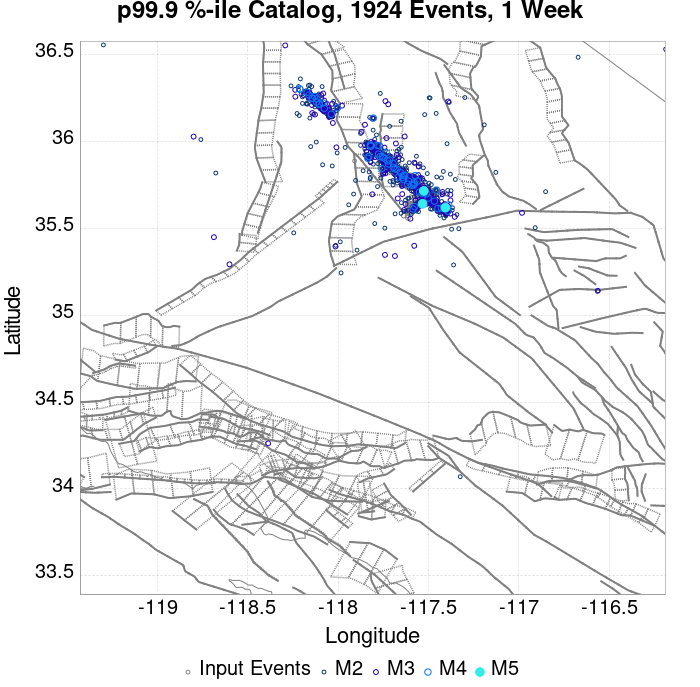 p99.9 %-ile Catalog, 1924 Events, 1 Week
36.5
36
35.5
35
34.5
34
33.5
Latitude
-119 -118.5 -118 -117.5 -117 -116.5
Longitude
Input Events M2 M3 M4 M5